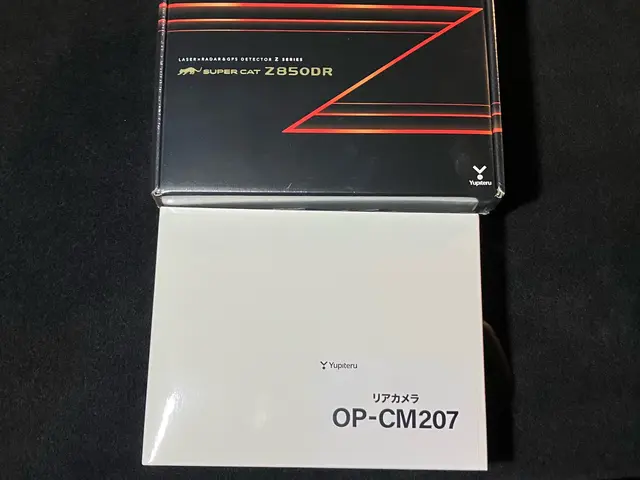 LASER&RADAR&GPS DETECTOR Z SERIES
SUPER CAT Z850DR
Yupiteru
Yupiteru
リアカメラ
OP-CM207